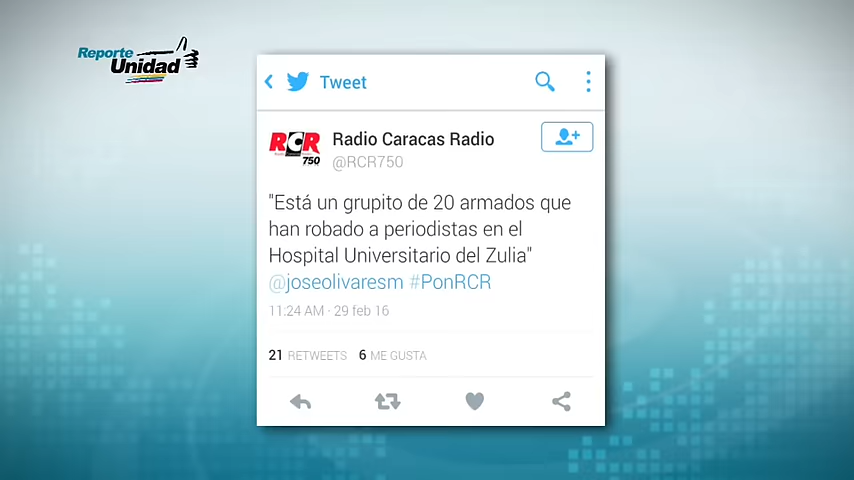 Reporte
Unidad
Tweet
RCR
750
Radio Caracas Radio
@RCR750
"Está un grupito de 20 armados que
han robado a periodistas en el
Hospital Universitario del Zulia"
@joseolivaresm #PonRCR
11:24 AM · 29 feb 16
21 RETWEETS 6 ME GUSTA